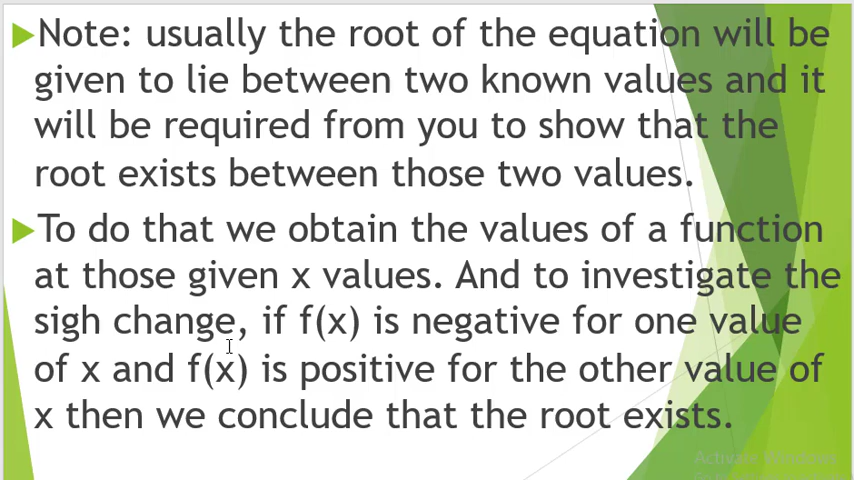 Note: usually the root of the equation will be
given to lie between two known values and it
will be required from you to show that the
root exists between those two values.
To do that we obtain the values of a function
at those given x values. And to investigate the
sigh change, if f(x) is negative for one value
of x and f(x) is positive for the other value of
x then we conclude that the root exists.
Activate Windows